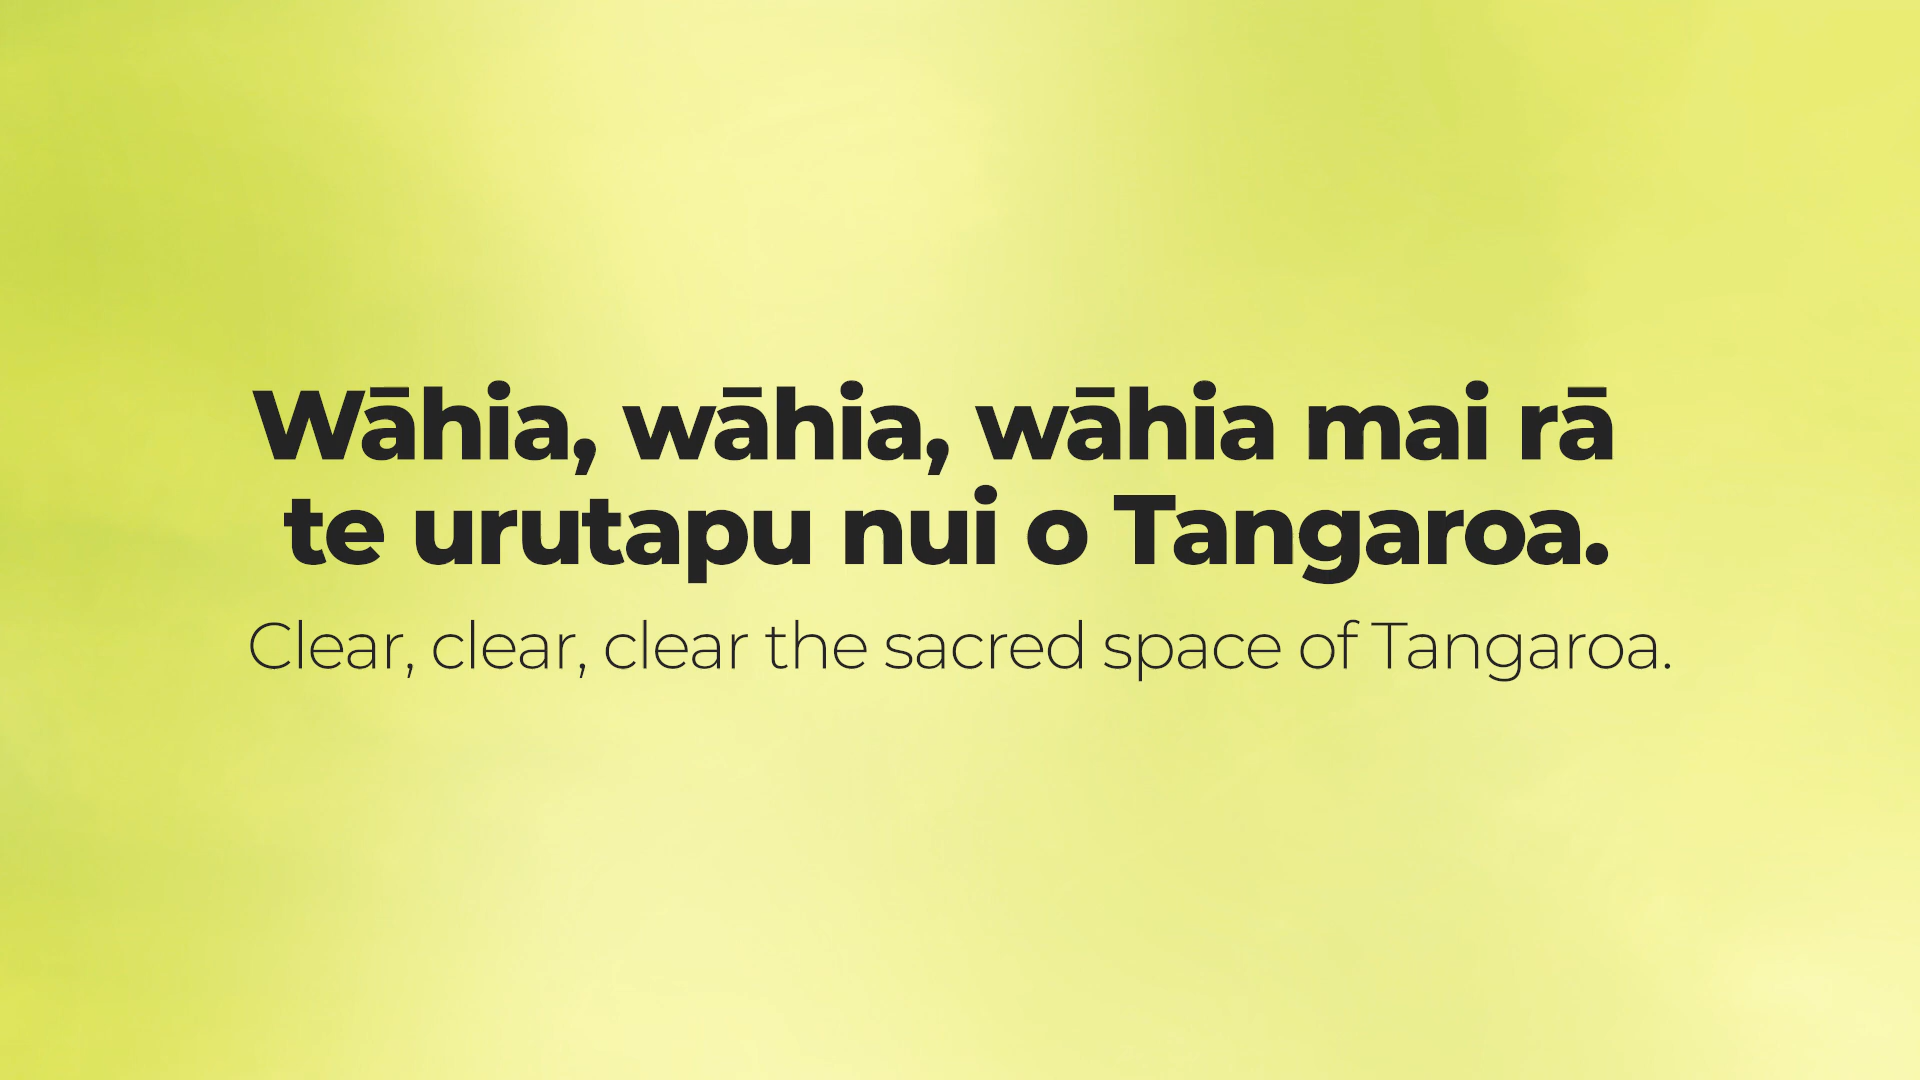 Wāhia, wāhia, wāhia mai rā
te urutapu nui o Tangaroa.
Clear, clear, clear the sacred space of Tangaroa.